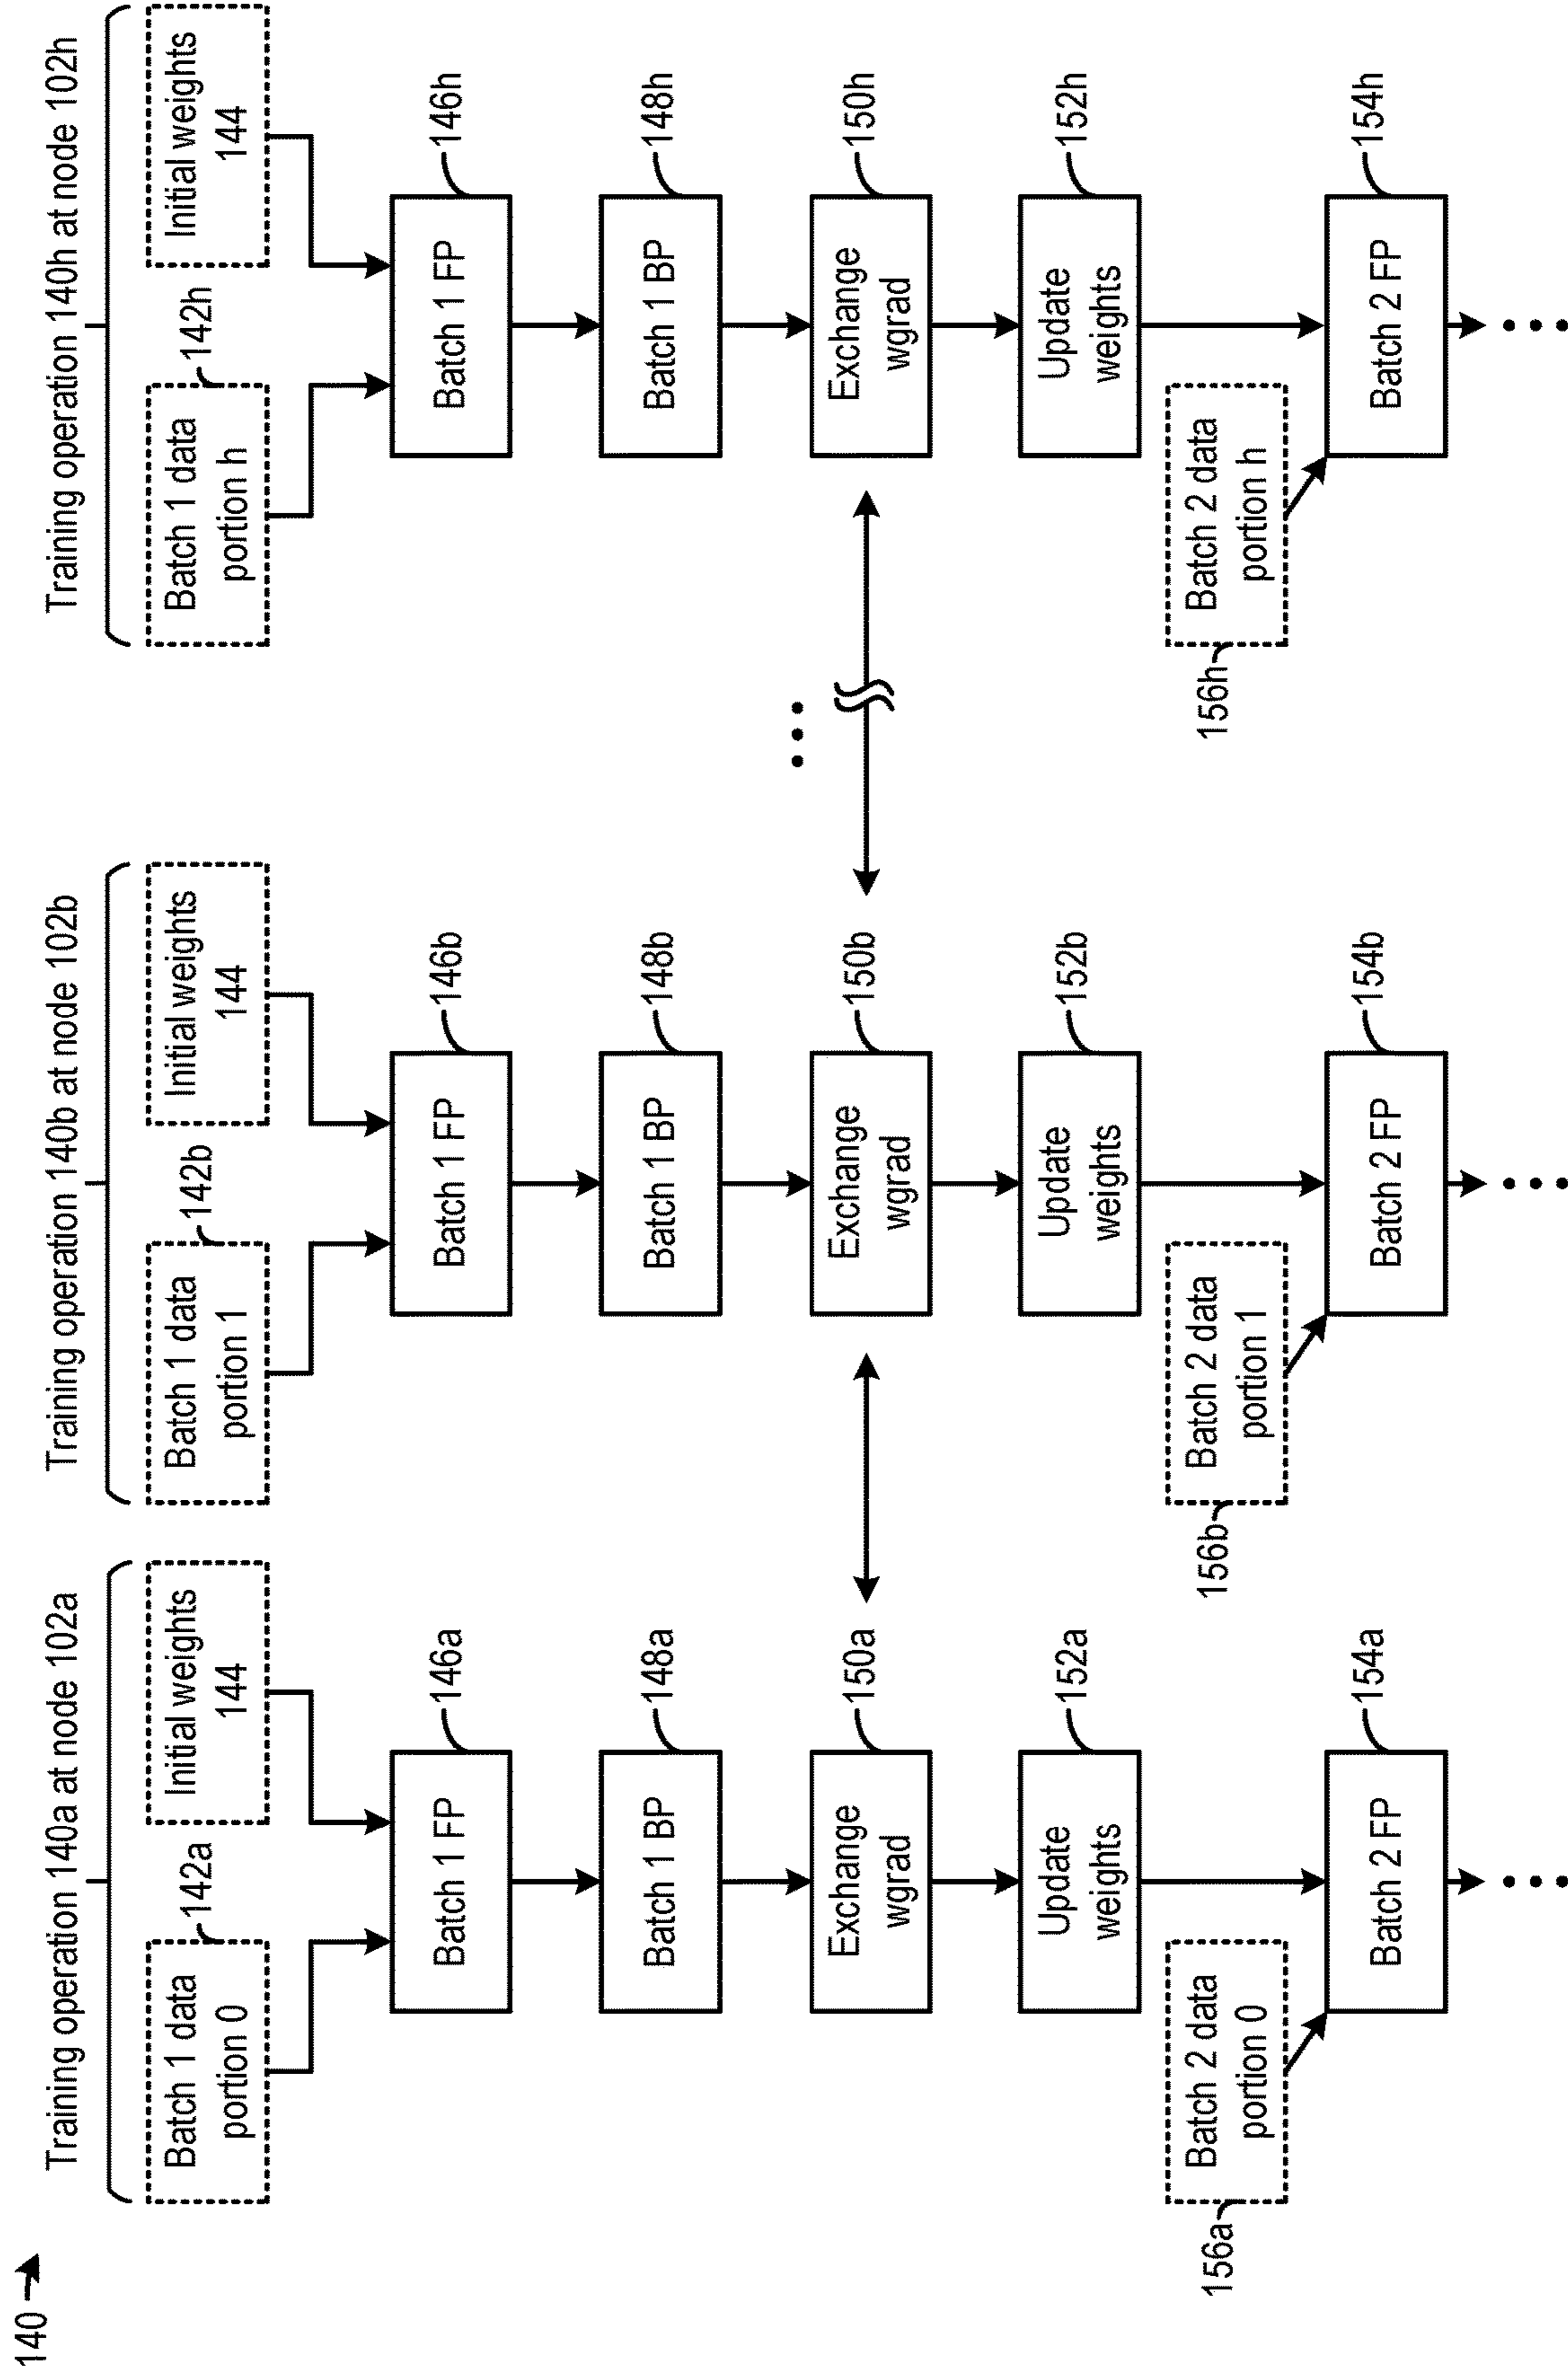 140
Training operation 140a at node 102a
Batch 1 data
portion 0
142a
Initial weights
144
Batch 1 FP
146a
Batch 1 BP
148a
Exchange
wgrad
150a
Update
weights
152a
156a
Batch 2 data
portion 0
Batch 2 FP
154a
Training operation 140b at node 102b
Batch 1 data
portion 1
142b
Initial weights
144
Batch 1 FP
146b
Batch 1 BP
148b
Exchange
wgrad
150b
Update
weights
152b
156b
Batch 2 data
portion 1
Batch 2 FP
154b
Training operation 140h at node 102h
Batch 1 data
portion h
142h
Initial weights
144
Batch 1 FP
146h
Batch 1 BP
148h
Exchange
wgrad
150h
Update
weights
152h
156h
Batch 2 data
portion h
Batch 2 FP
154h